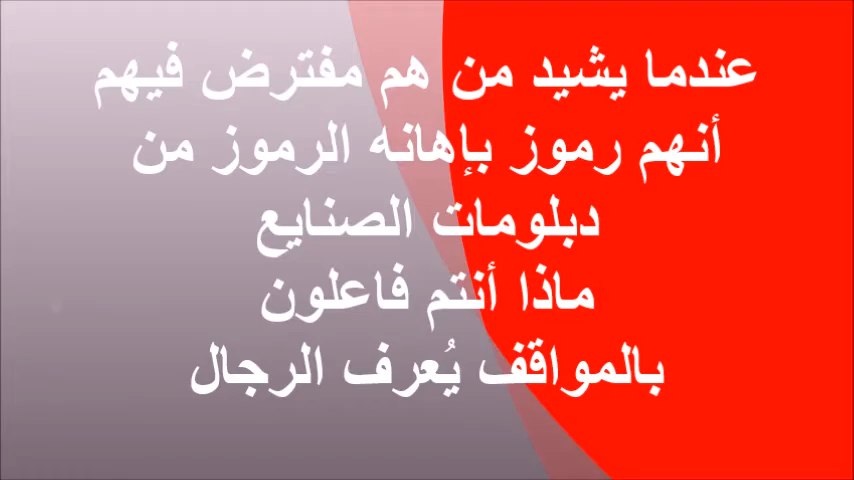 عندما يشيد من هم مفترض فيهم
أنهم رموز بإهانه الرموز من
دبلومات الصنايع
ماذا أنتم فاعلون
بالمواقف يُعرف الرجال